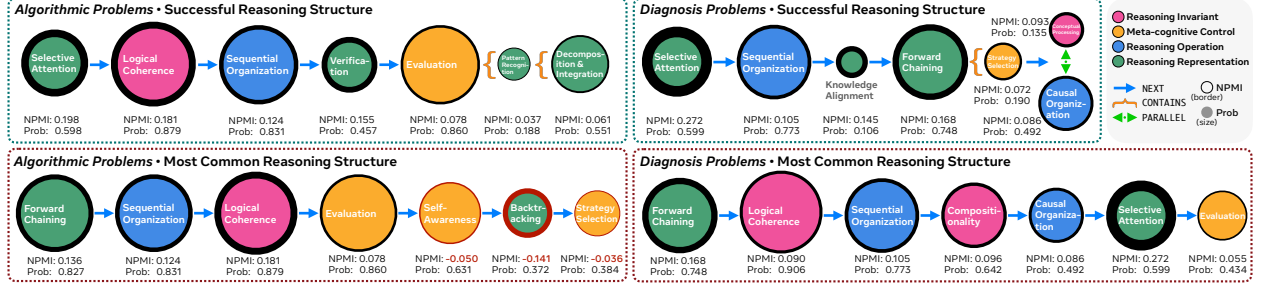 Algorithmic Problems • Successful Reasoning Structure
Selective
Attention
Logical
Coherence
Sequential
Organization
Verifica-
tion
Evaluation
Pattern
Recogni-
tion
Decompos-
ition &
Integration
NPMI: 0.198
Prob: 0.598
NPMI: 0.181
Prob: 0.879
NPMI: 0.124
Prob: 0.831
NPMI: 0.155
Prob: 0.457
NPMI: 0.078
Prob: 0.860
NPMI: 0.037
Prob: 0.188
NPMI: 0.061
Prob: 0.551
Diagnosis Problems • Successful Reasoning Structure
Selective
Attention
Sequential
Organization
Knowledge
Alignment
Forward
Chaining
Strategy
Selection
Conceptual
Processing
Causal
Organiz-
ation
NPMI: 0.272
Prob: 0.599
NPMI: 0.105
Prob: 0.773
NPMI: 0.145
Prob: 0.106
NPMI: 0.168
Prob: 0.748
NPMI: 0.072
Prob: 0.190
NPMI: 0.093
Prob: 0.135
NPMI: 0.086
Prob: 0.492
Reasoning Invariant
Meta-cognitive Control
Reasoning Operation
Reasoning Representation
NEXT
CONTAINS
PARALLEL
NPMI
(border)
Prob
(size)
Algorithmic Problems • Most Common Reasoning Structure
Forward
Chaining
Sequential
Organization
Logical
Coherence
Evaluation
Self-
Awareness
Backtr-
acking
Strategy
Selection
NPMI: 0.136
Prob: 0.827
NPMI: 0.124
Prob: 0.831
NPMI: 0.181
Prob: 0.879
NPMI: 0.078
Prob: 0.860
NPMI: -0.050
Prob: 0.631
NPMI: -0.141
Prob: 0.372
NPMI: -0.036
Prob: 0.384
Diagnosis Problems • Most Common Reasoning Structure
Forward
Chaining
Logical
Coherence
Sequential
Organization
Compositi-
onality
Causal
Organiza-
tion
Selective
Attention
Evaluation
NPMI: 0.168
Prob: 0.748
NPMI: 0.090
Prob: 0.906
NPMI: 0.105
Prob: 0.773
NPMI: 0.096
Prob: 0.642
NPMI: 0.086
Prob: 0.492
NPMI: 0.272
Prob: 0.599
NPMI: 0.055
Prob: 0.434